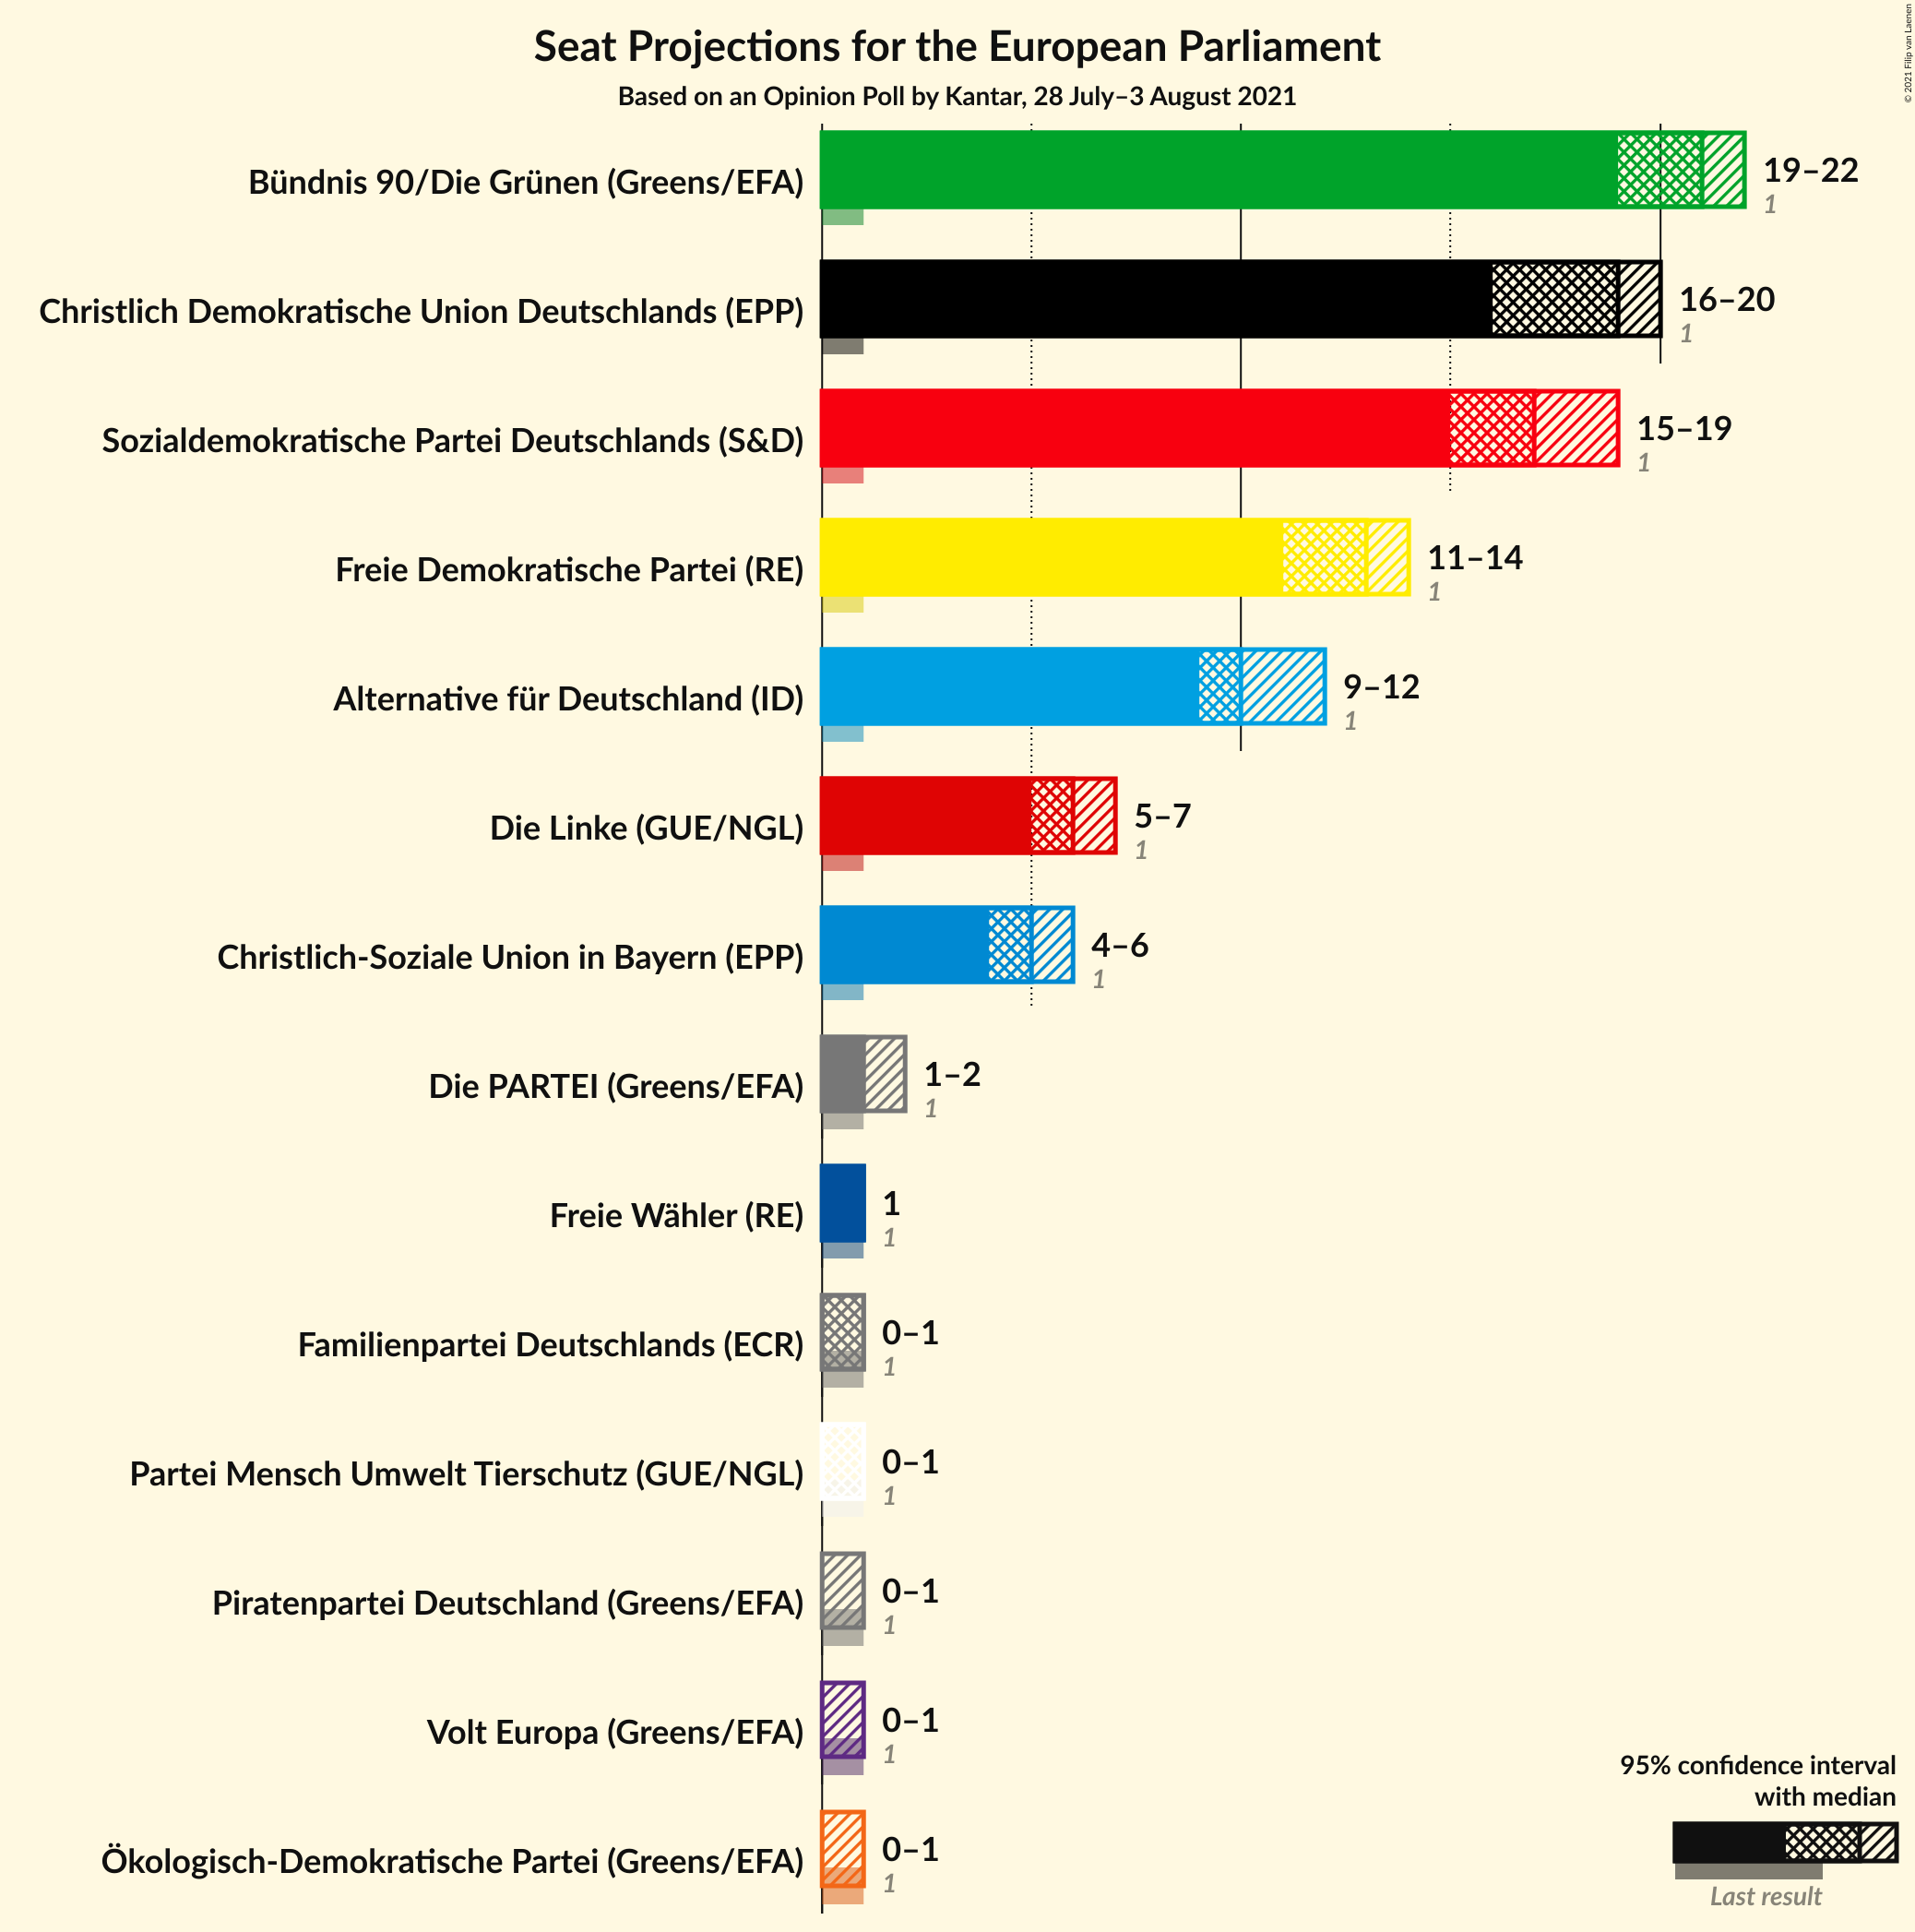 Seat Projections for the European Parliament
Based on an Opinion Poll by Kantar, 28 July–3 August 2021
© 2021 Filip van Laenen
Bündnis 90/Die Grünen (Greens/EFA)
19–22
1
Christlich Demokratische Union Deutschlands (EPP)
16–20
1
Sozialdemokratische Partei Deutschlands (S&D)
15–19
1
Freie Demokratische Partei (RE)
11–14
1
Alternative für Deutschland (ID)
9–12
1
Die Linke (GUE/NGL)
5–7
1
Christlich-Soziale Union in Bayern (EPP)
4–6
1
Die PARTEI (Greens/EFA)
1–2
1
Freie Wähler (RE)
1
1
Familienpartei Deutschlands (ECR)
0–1
1
Partei Mensch Umwelt Tierschutz (GUE/NGL)
0–1
1
Piratenpartei Deutschland (Greens/EFA)
0–1
1
Volt Europa (Greens/EFA)
0–1
1
Ökologisch-Demokratische Partei (Greens/EFA)
0–1
1
95% confidence interval
with median
Last result